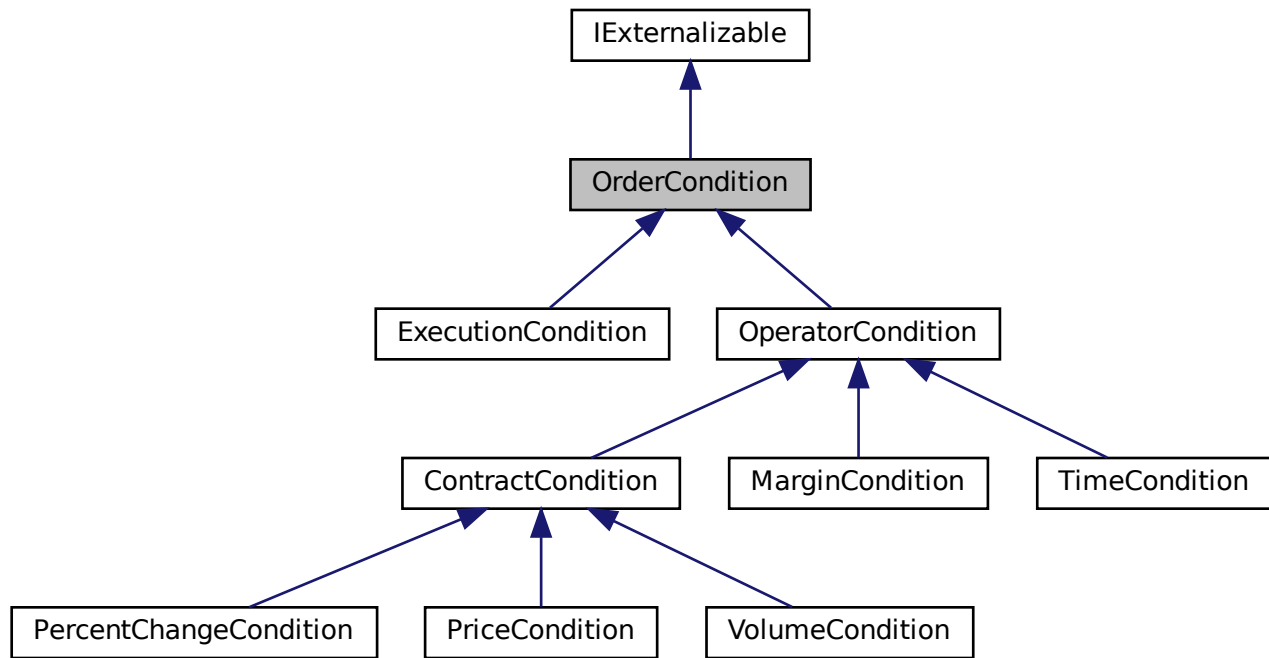 IExternalizable
OrderCondition
ExecutionCondition
OperatorCondition
ContractCondition
MarginCondition
TimeCondition
PercentChangeCondition
PriceCondition
VolumeCondition